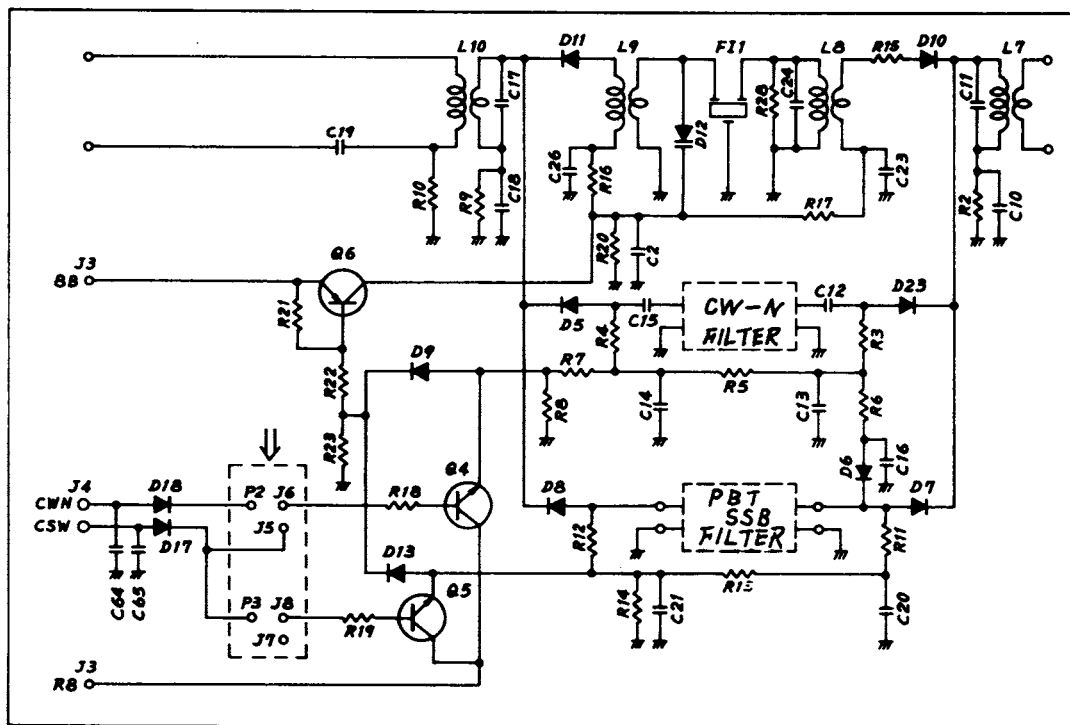 L10
D11
L9
FI1
L8
R15
D10
L7
C17
C24
R28
C11
D12
C19
C26
R16
C23
R10
R9
C18
R17
R2
C10
R20
C2
J3
8B
Q6
R21
D5
C15
CW-N
FILTER
C12
D23
R4
R3
D9
R7
R5
R22
R8
C14
C13
R6
R23
D6
C16
J4
CWN
D18
P2
J6
R18
Q4
D8
PBT
SSB
FILTER
D7
CSW
D17
J5
R12
R11
D13
C64
C65
Q5
R14
C21
R13
C20
P3
J8
R19
J7
J3
R8